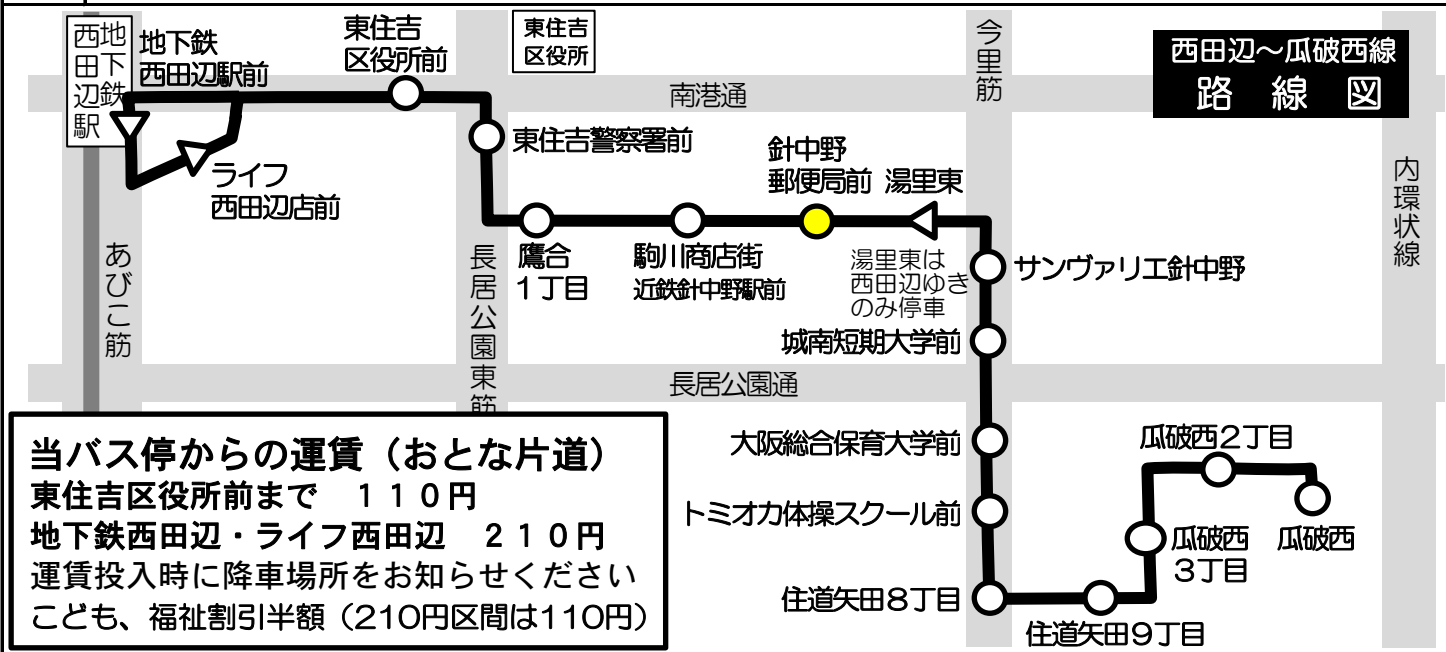 地下鉄
西田辺駅
地下鉄
西田辺駅前
東住吉
区役所前
東住吉
区役所
今里筋
西田辺〜瓜破西線
路線図
南港通
東住吉警察署前
針中野
郵便局前
湯里東
ライフ
西田辺店前
内環状線
あびこ筋
長居公園東筋
鷹合
1丁目
駒川商店街
近鉄針中野駅前
湯里東は
西田辺ゆき
のみ停車
サンヴァリエ針中野
城南短期大学前
長居公園通
当バス停からの運賃（おとな片道）
東住吉区役所前まで　１１０円
地下鉄西田辺・ライフ西田辺　２１０円
運賃投入時に降車場所をお知らせください
こども、福祉割引半額（210円区間は110円）
大阪総合保育大学前
瓜破西2丁目
トミオカ体操スクール前
瓜破西
3丁目
瓜破西
住道矢田8丁目
住道矢田9丁目